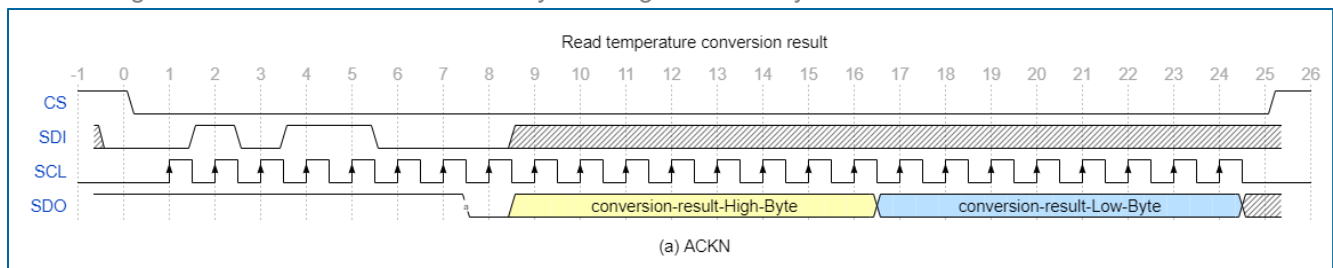 Read temperature conversion result
-1 0 1 2 3 4 5 6 7 8 9 10 11 12 13 14 15 16 17 18 19 20 21 22 23 24 25 26
CS
SDI
SCL
SDO
conversion-result-High-Byte conversion-result-Low-Byte
(a) ACKN